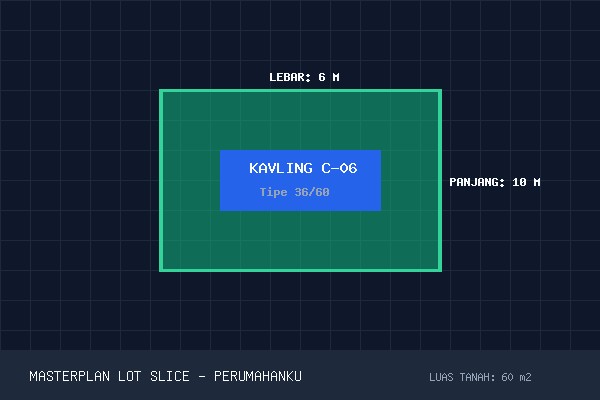 LEBAR: 6 M
KAVLING C-06
Tipe 36/60
PANJANG: 10 M
MASTERPLAN LOT SLICE - PERUMAHANKU
LUAS TANAH: 60 m2